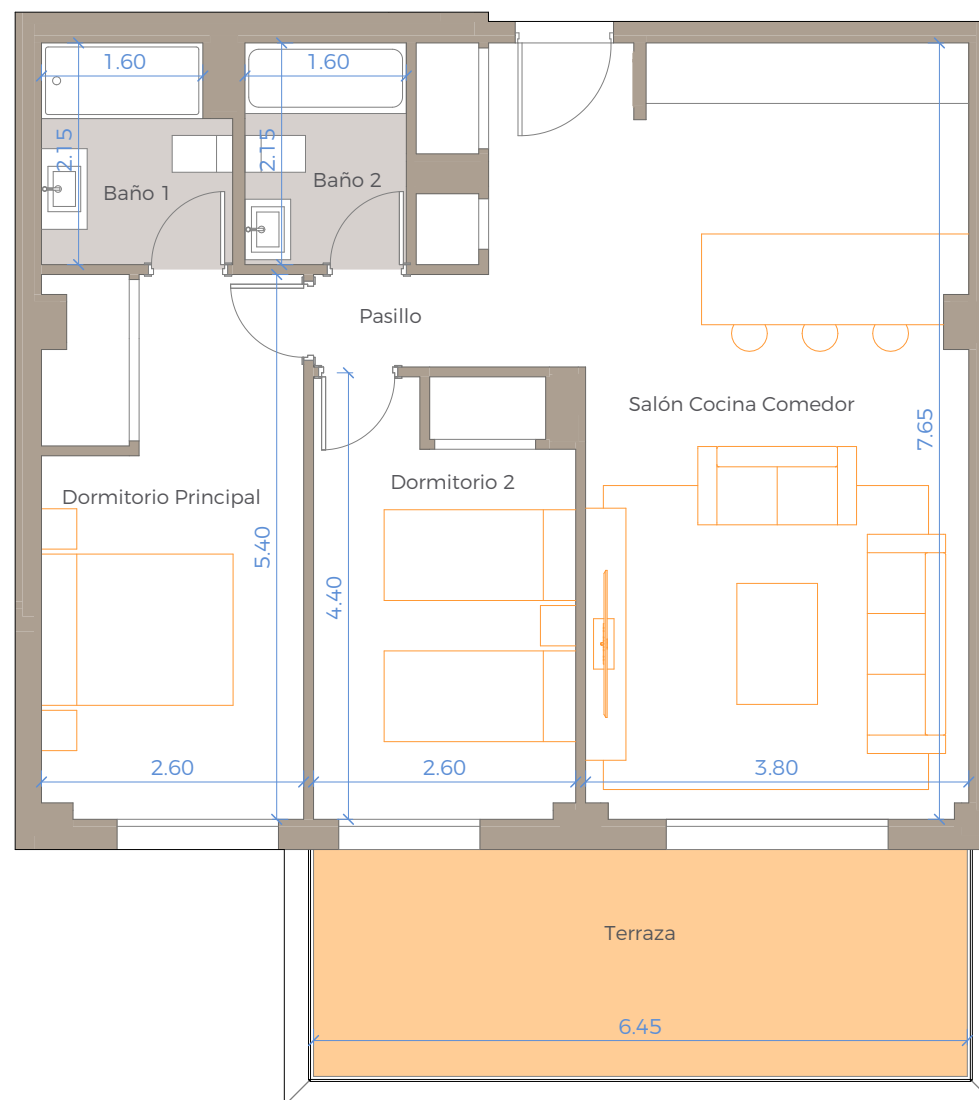 1.60
1.60
2.15
2.15
Baño 1
Baño 2
Pasillo
Salón Cocina Comedor
7.65
Dormitorio Principal
Dormitorio 2
5.40
4.40
2.60
2.60
3.80
Terraza
6.45